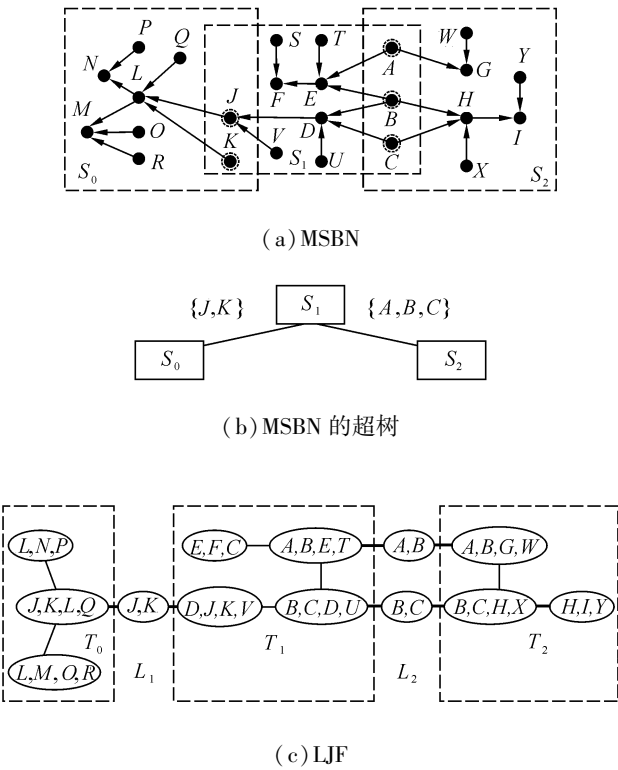 P
Q
S
T
W
Y
N
L
A
G
M
J
F
E
B
H
O
K
D
I
R
V
U
C
X
S₀
S₁
S₂
(a)MSBN
{J,K}
S₁
{A,B,C}
S₀
S₂
(b)MSBN 的超树
L,N,P
E,F,C
A,B,E,T
A,B
A,B,G,W
J,K,L,Q
J,K
D,J,K,V
B,C,D,U
B,C
B,C,H,X
H,I,Y
T₀
T₁
T₂
L,M,O,R
L₁
L₂
(c)LJF